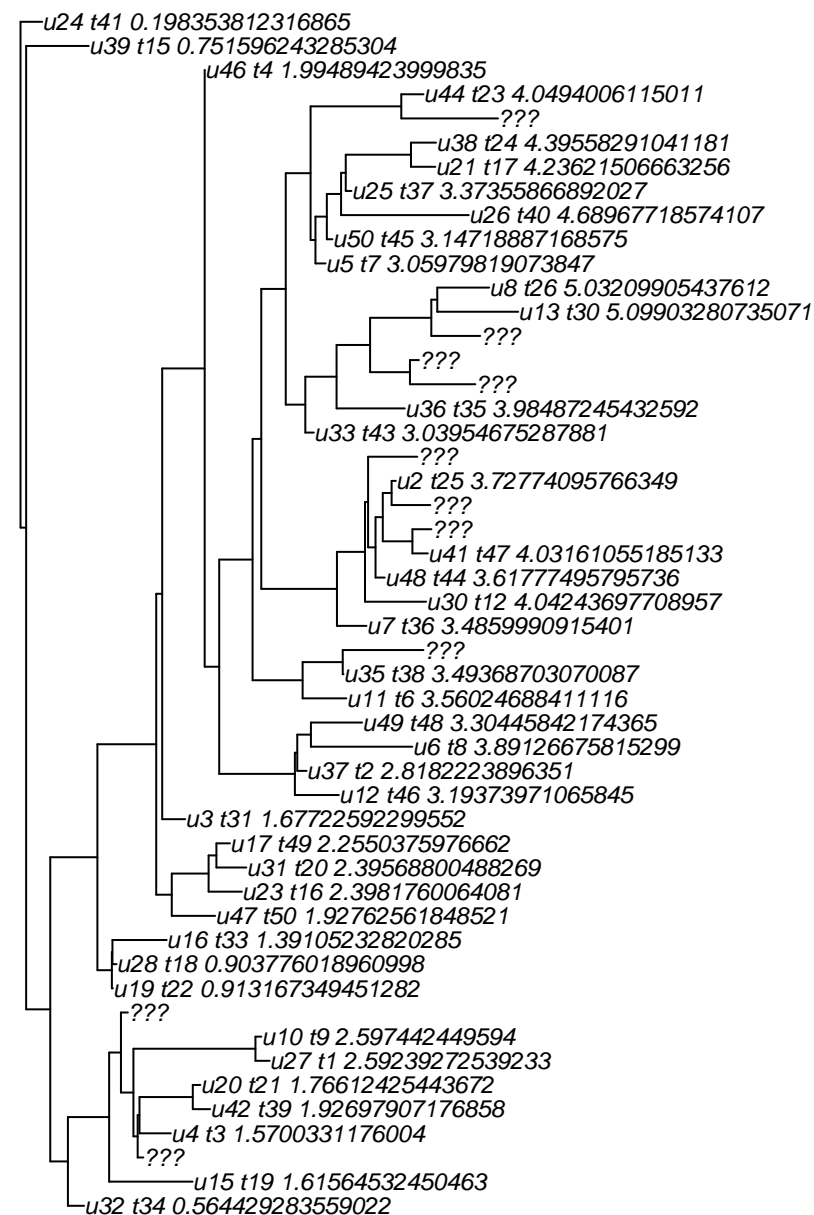 u24 t41 0.198353812316865
u39 t15 0.751596243285304
u46 t4 1.99489423999835
u44 t23 4.0494006115011
???
u38 t24 4.39558291041181
u21 t17 4.23621506663256
u25 t37 3.37355866892027
u26 t40 4.68967718574107
u50 t45 3.14718887168575
u5 t7 3.05979819073847
u8 t26 5.03209905437612
u13 t30 5.09903280735071
???
???
???
u36 t35 3.98487245432592
u33 t43 3.03954675287881
???
u2 t25 3.72774095766349
???
???
u41 t47 4.03161055185133
u48 t44 3.61777495795736
u30 t12 4.04243697708957
u7 t36 3.4859990915401
???
u35 t38 3.49368703070087
u11 t6 3.56024688411116
u49 t48 3.30445842174365
u6 t8 3.89126675815299
u37 t2 2.8182223896351
u12 t46 3.19373971065845
u3 t31 1.67722592299552
u17 t49 2.2550375976662
u31 t20 2.39568800488269
u23 t16 2.3981760064081
u47 t50 1.92762561848521
u16 t33 1.39105232820285
u28 t18 0.903776018960998
u19 t22 0.913167349451282
???
u10 t9 2.597442449594
u27 t1 2.59239272539233
u20 t21 1.76612425443672
u42 t39 1.92697907176858
u4 t3 1.5700331176004
???
u15 t19 1.61564532450463
u32 t34 0.564429283559022